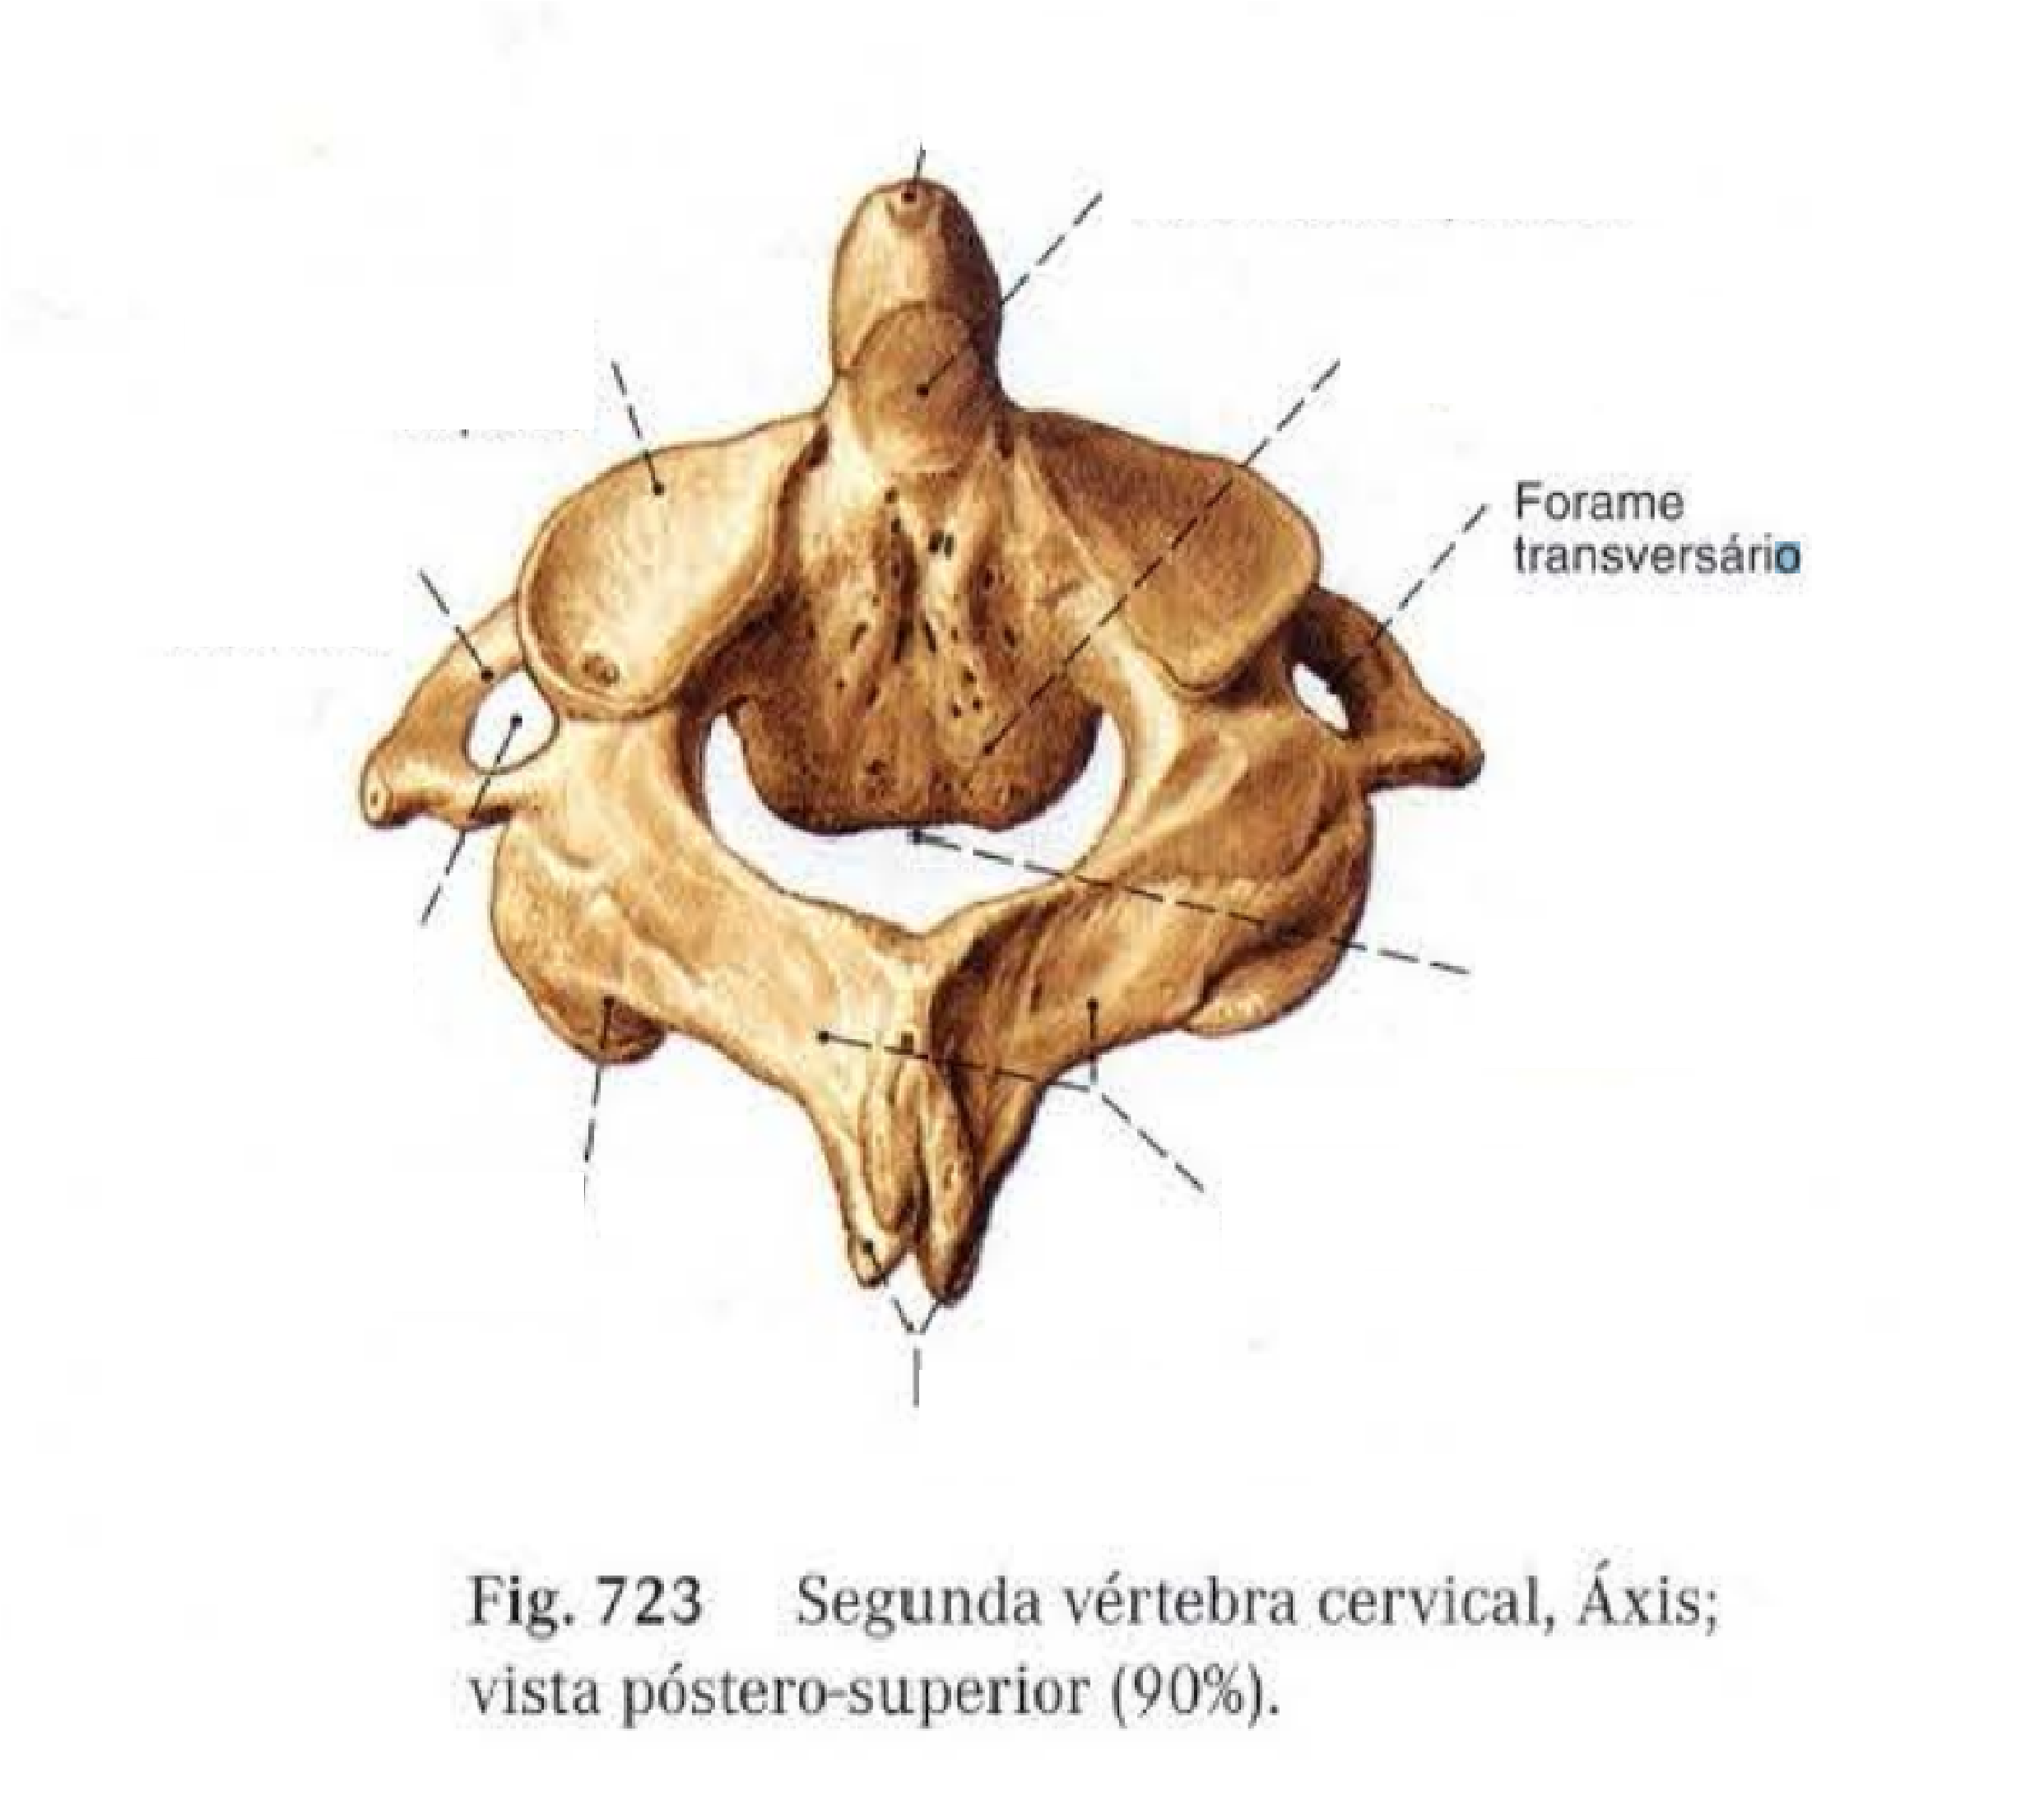 Forame
transversário
Fig. 723 Segunda vértebra cervical, Áxis;
vista póstero-superior (90%).